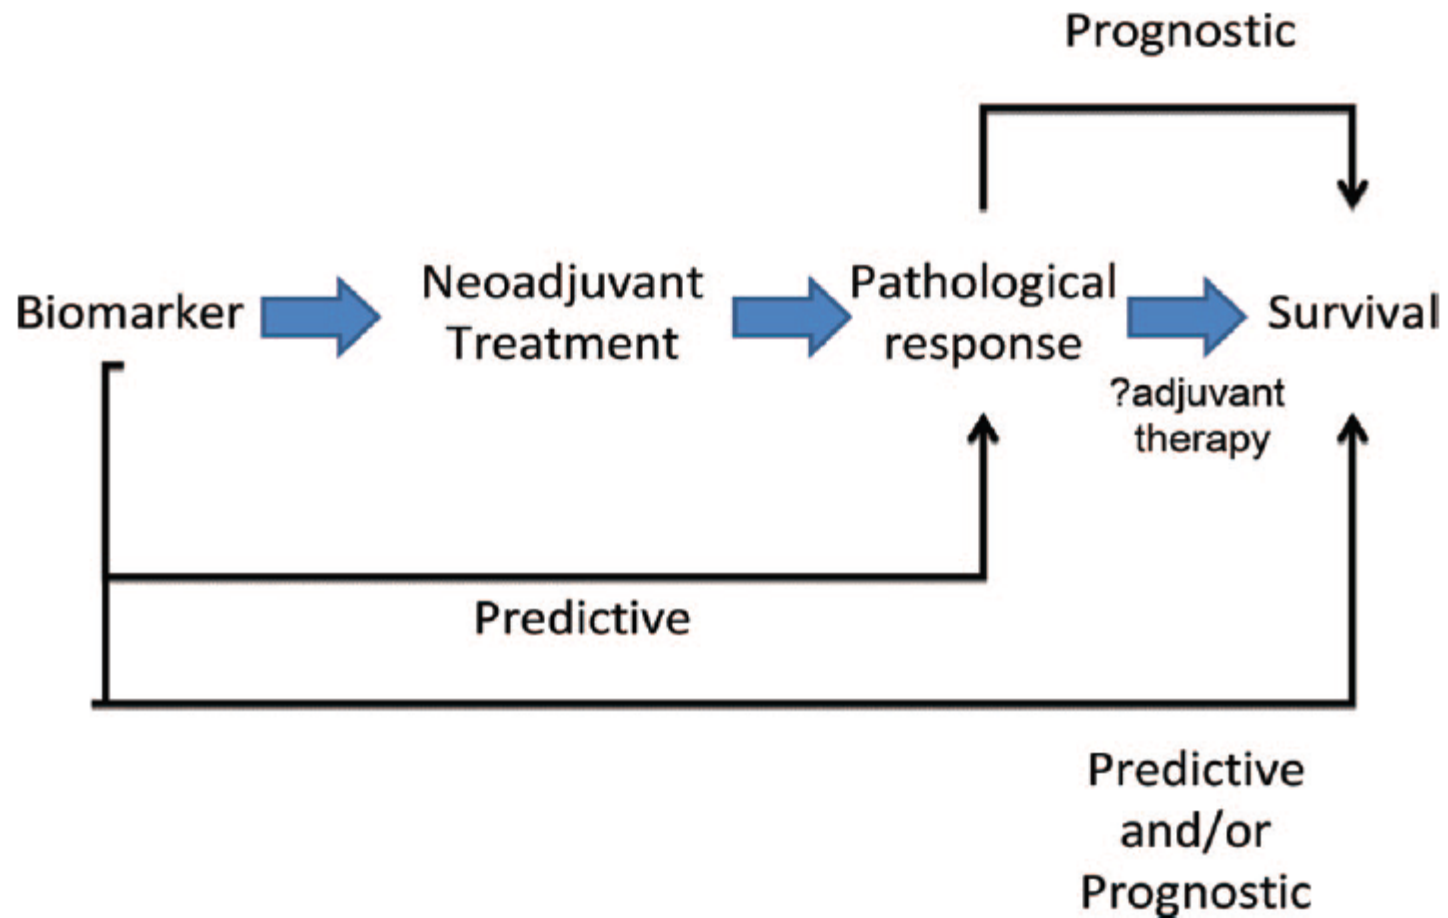 Prognostic
Biomarker
Neoadjuvant
Treatment
Pathological
response
Survival
?adjuvant
therapy
Predictive
Predictive
and/or
Prognostic